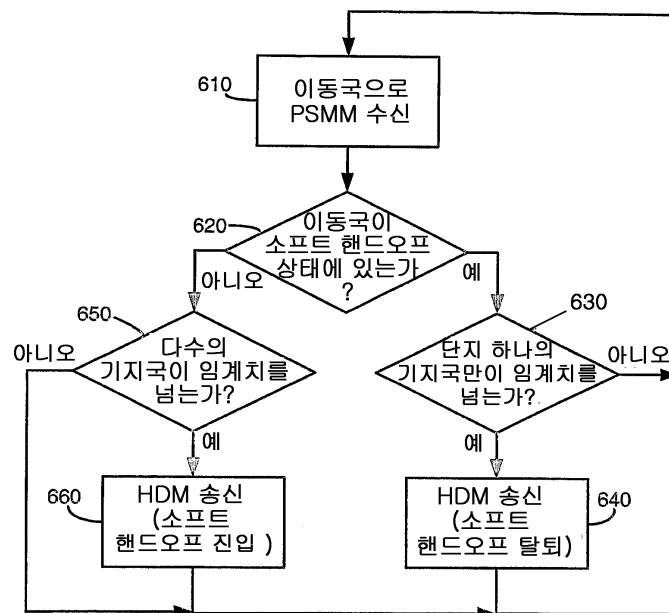 610
이동국으로
PSMM 수신
620
이동국이
소프트 핸드오프
상태에 있는가
?
아니오
예
650
다수의
기지국이 임계치를
넘는가?
아니오
예
630
단지 하나의
기지국만이 임계치를
넘는가?
아니오
예
660
HDM 송신
(소프트
핸드오프 진입 )
HDM 송신
(소프트
핸드오프 탈퇴)
640